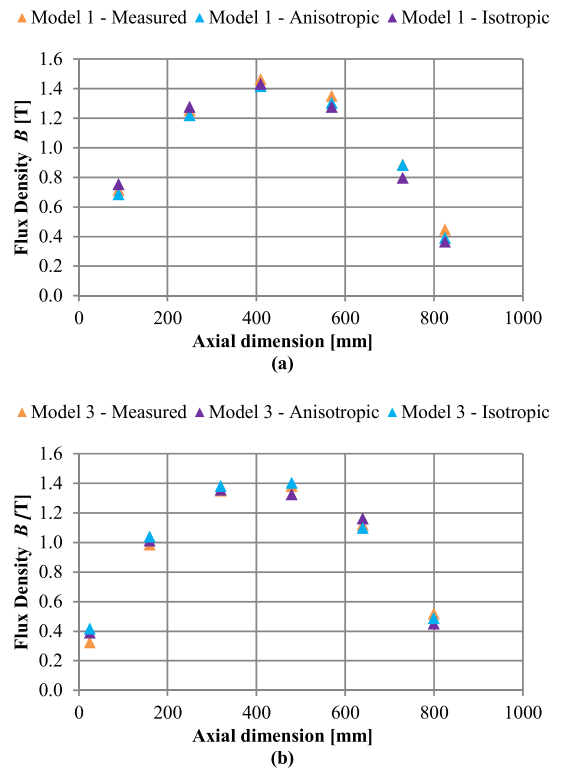 Model 1 - Measured Model 1 - Anisotropic Model 1 - Isotropic
1.6
1.4
1.2
1.0
0.8
0.6
0.4
0.2
0.0
Flux Density B [T]
0 200 400 600 800 1000
Axial dimension [mm]
(a)
Model 3 - Measured Model 3 - Anisotropic Model 3 - Isotropic
1.6
1.4
1.2
1.0
0.8
0.6
0.4
0.2
0.0
Flux Density B [T]
0 200 400 600 800 1000
Axial dimension [mm]
(b)